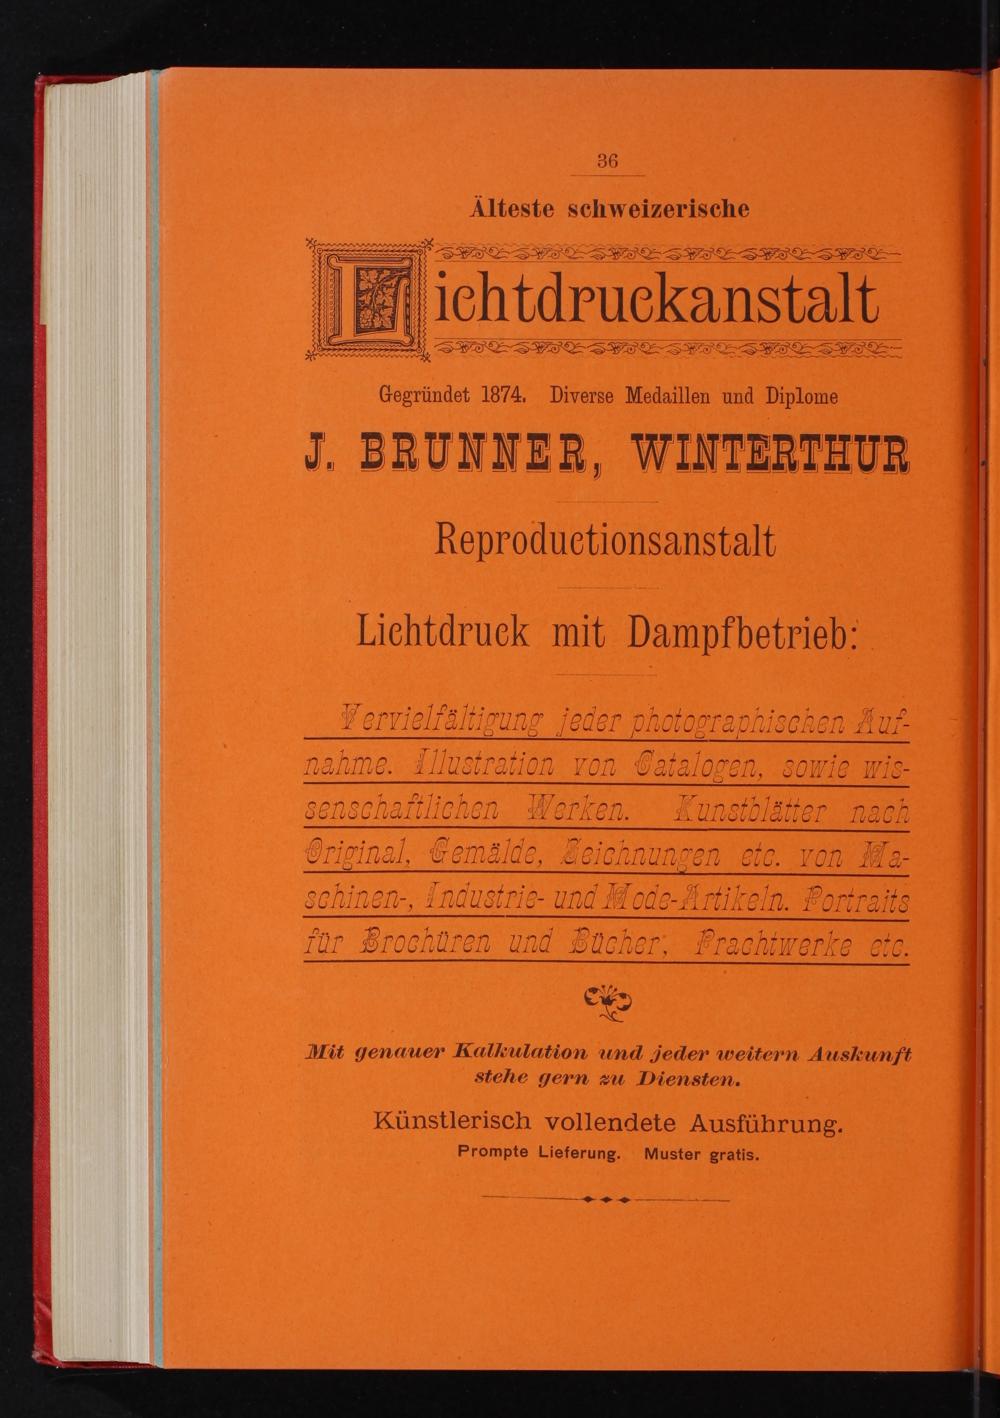 36
Älteste schweizerische
Lichtdruckanstalt
Gegründet 1874. Diverse Medaillen und Diplome
J. BRUNNER, WINTERTHUR
Reproductionsanstalt
Lichtdruck mit Dampfbetrieb:
Vervielfältigung jeder photographischen Auf-
nahme. Illustration von Catalogen, sowie wis-
senschaftlichen Werken. Kunstblätter nach
Original, Gemälde, Zeichnungen etc. von Ma-
schinen-, Industrie- und Mode-Artikeln. Portraits
für Brochüren und Bücher, Prachtwerke etc.
Mit genauer Kalkulation und jeder weitern Auskunft
stehe gern zu Diensten.
Künstlerisch vollendete Ausführung.
Prompte Lieferung. Muster gratis.